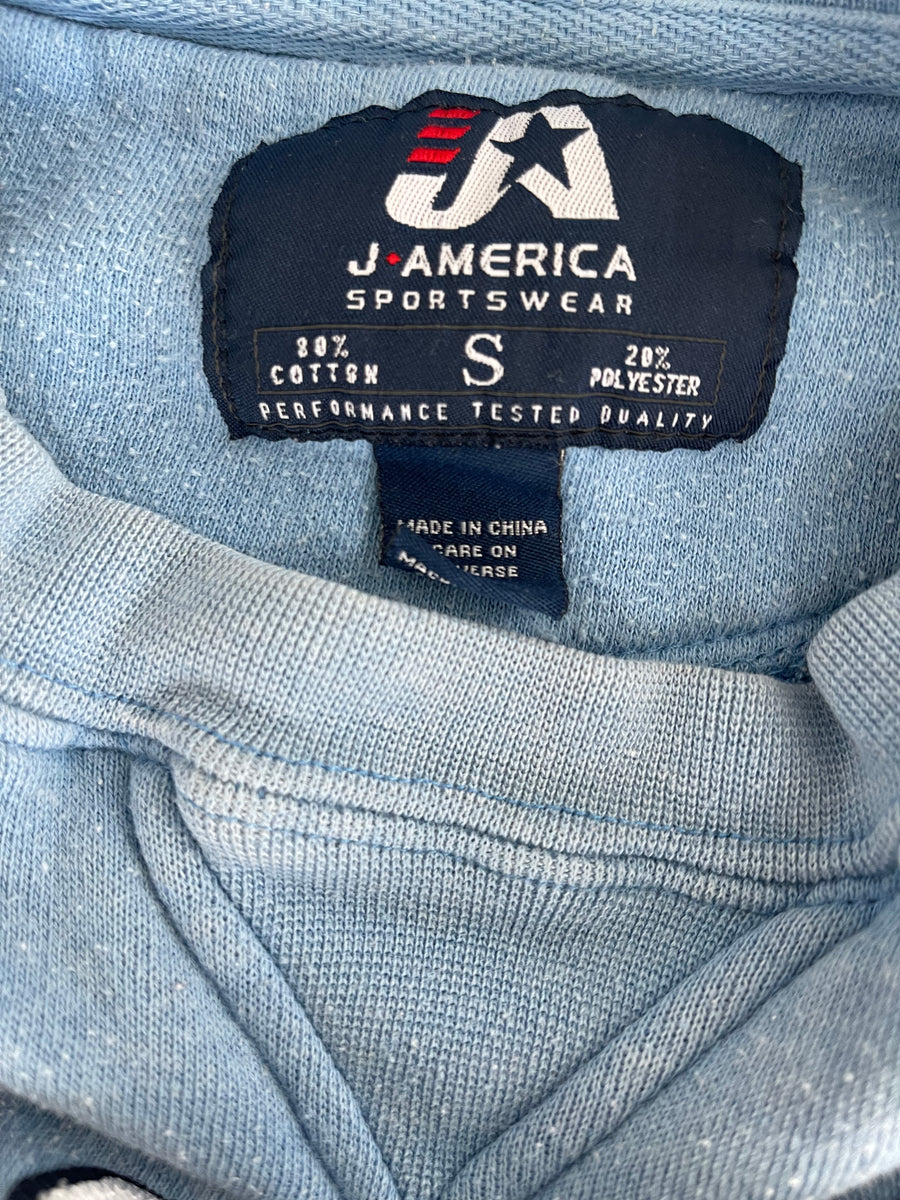 JA
J·AMERICA
SPORTSWEAR
80%
COTTON
S
20%
POLYESTER
PERFORMANCE TESTED QUALITY
MADE IN CHINA
CARE ON